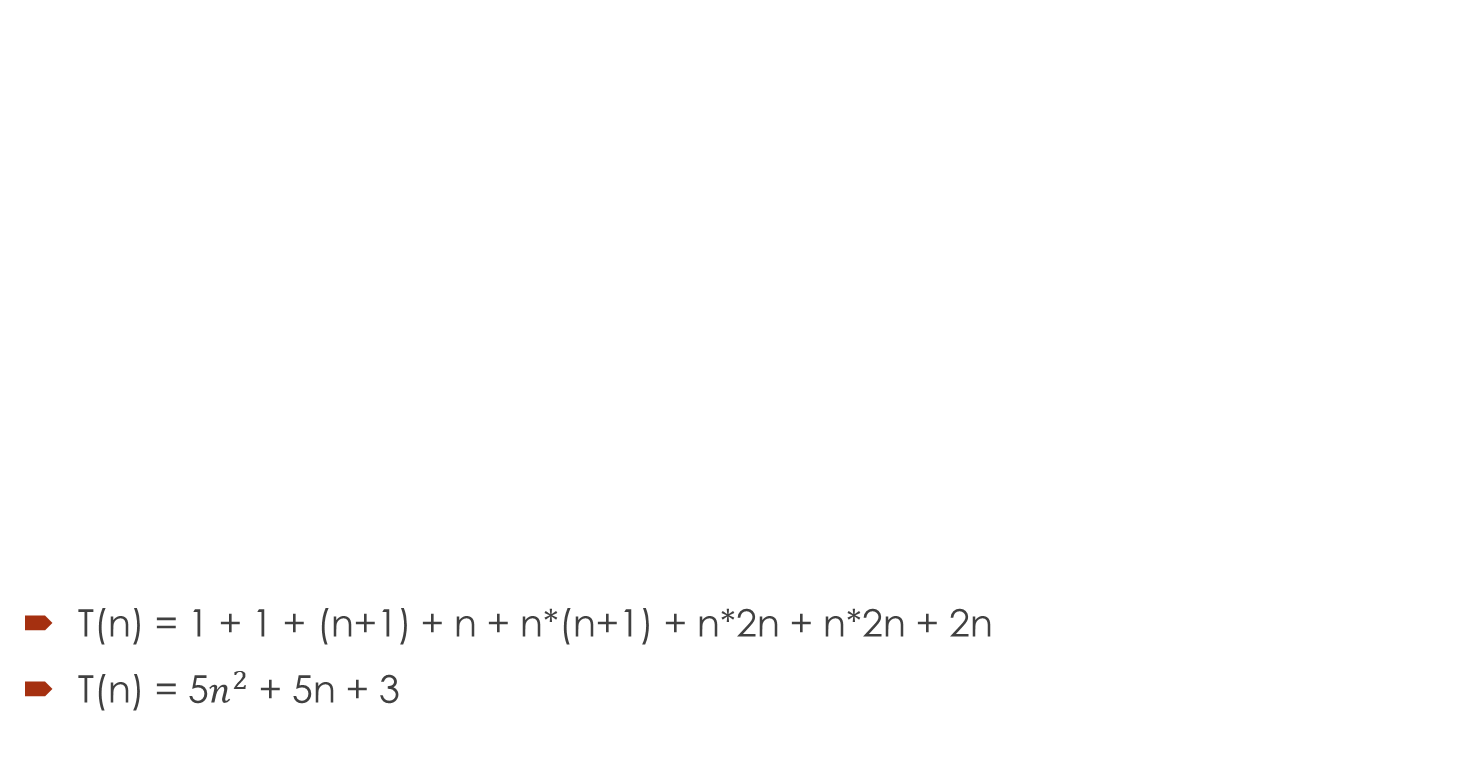 T(n) = 1 + 1 + (n+1) + n + n*(n+1) + n*2n + n*2n + 2n
T(n) = 5n² + 5n + 3